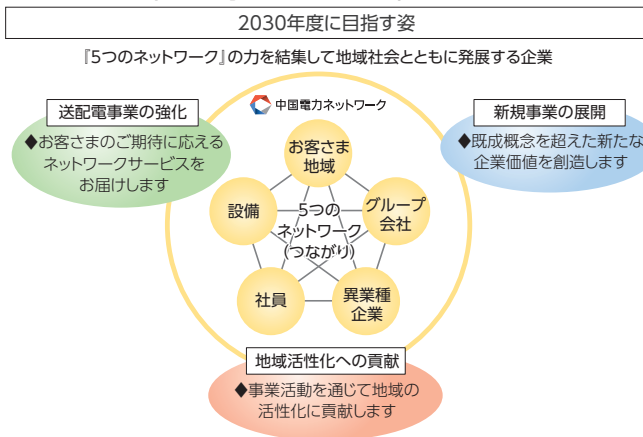 2030年度に目指す姿
『5つのネットワーク』の力を結集して地域社会とともに発展する企業
中国電力ネットワーク
送配電事業の強化
◆お客さまのご期待に応える
ネットワークサービスを
お届けします
新規事業の展開
◆既成概念を超えた新たな
企業価値を創造します
お客さま
地域
設備
グループ
会社
5つの
ネットワーク
(つながり)
社員
異業種
企業
地域活性化への貢献
◆事業活動を通じて地域の
活性化に貢献します